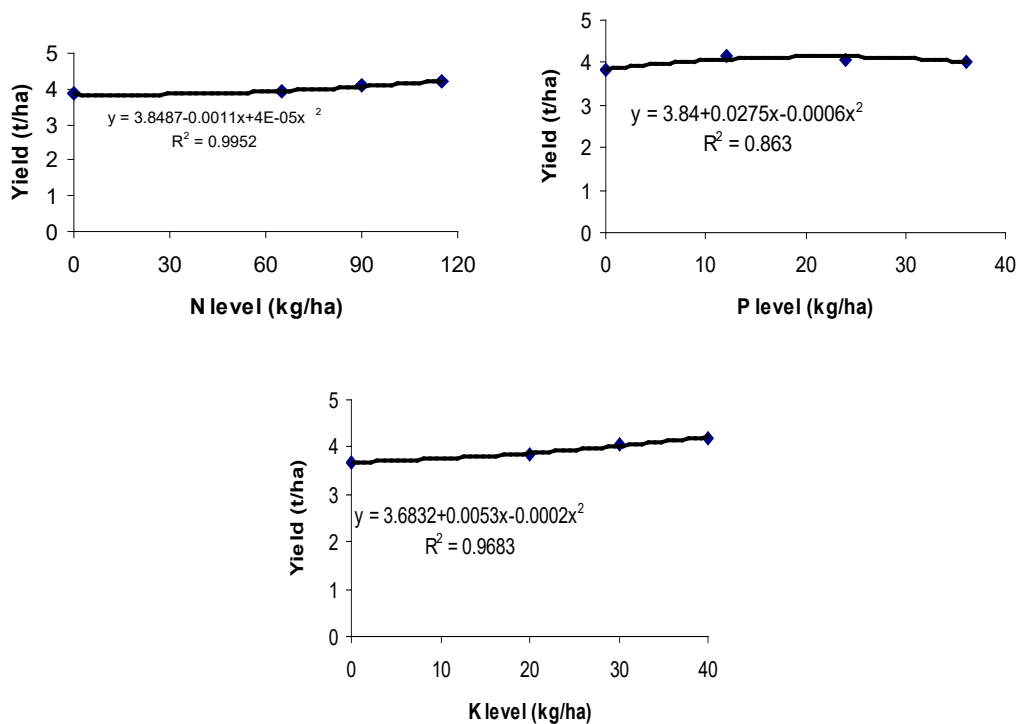 Yield (t/ha)
5
4
3
2
1
0
y = 3.8487-0.0011x+4E-05x ²
R² = 0.9952
0 30 60 90 120
N level (kg/ha)
Yield (t/ha)
5
4
3
2
1
0
y = 3.84+0.0275x-0.0006x²
R² = 0.863
0 10 20 30 40
P level (kg/ha)
Yield (t/ha)
5
4
3
2
1
0
y = 3.6832+0.0053x-0.0002x²
R² = 0.9683
0 10 20 30 40
K level (kg/ha)